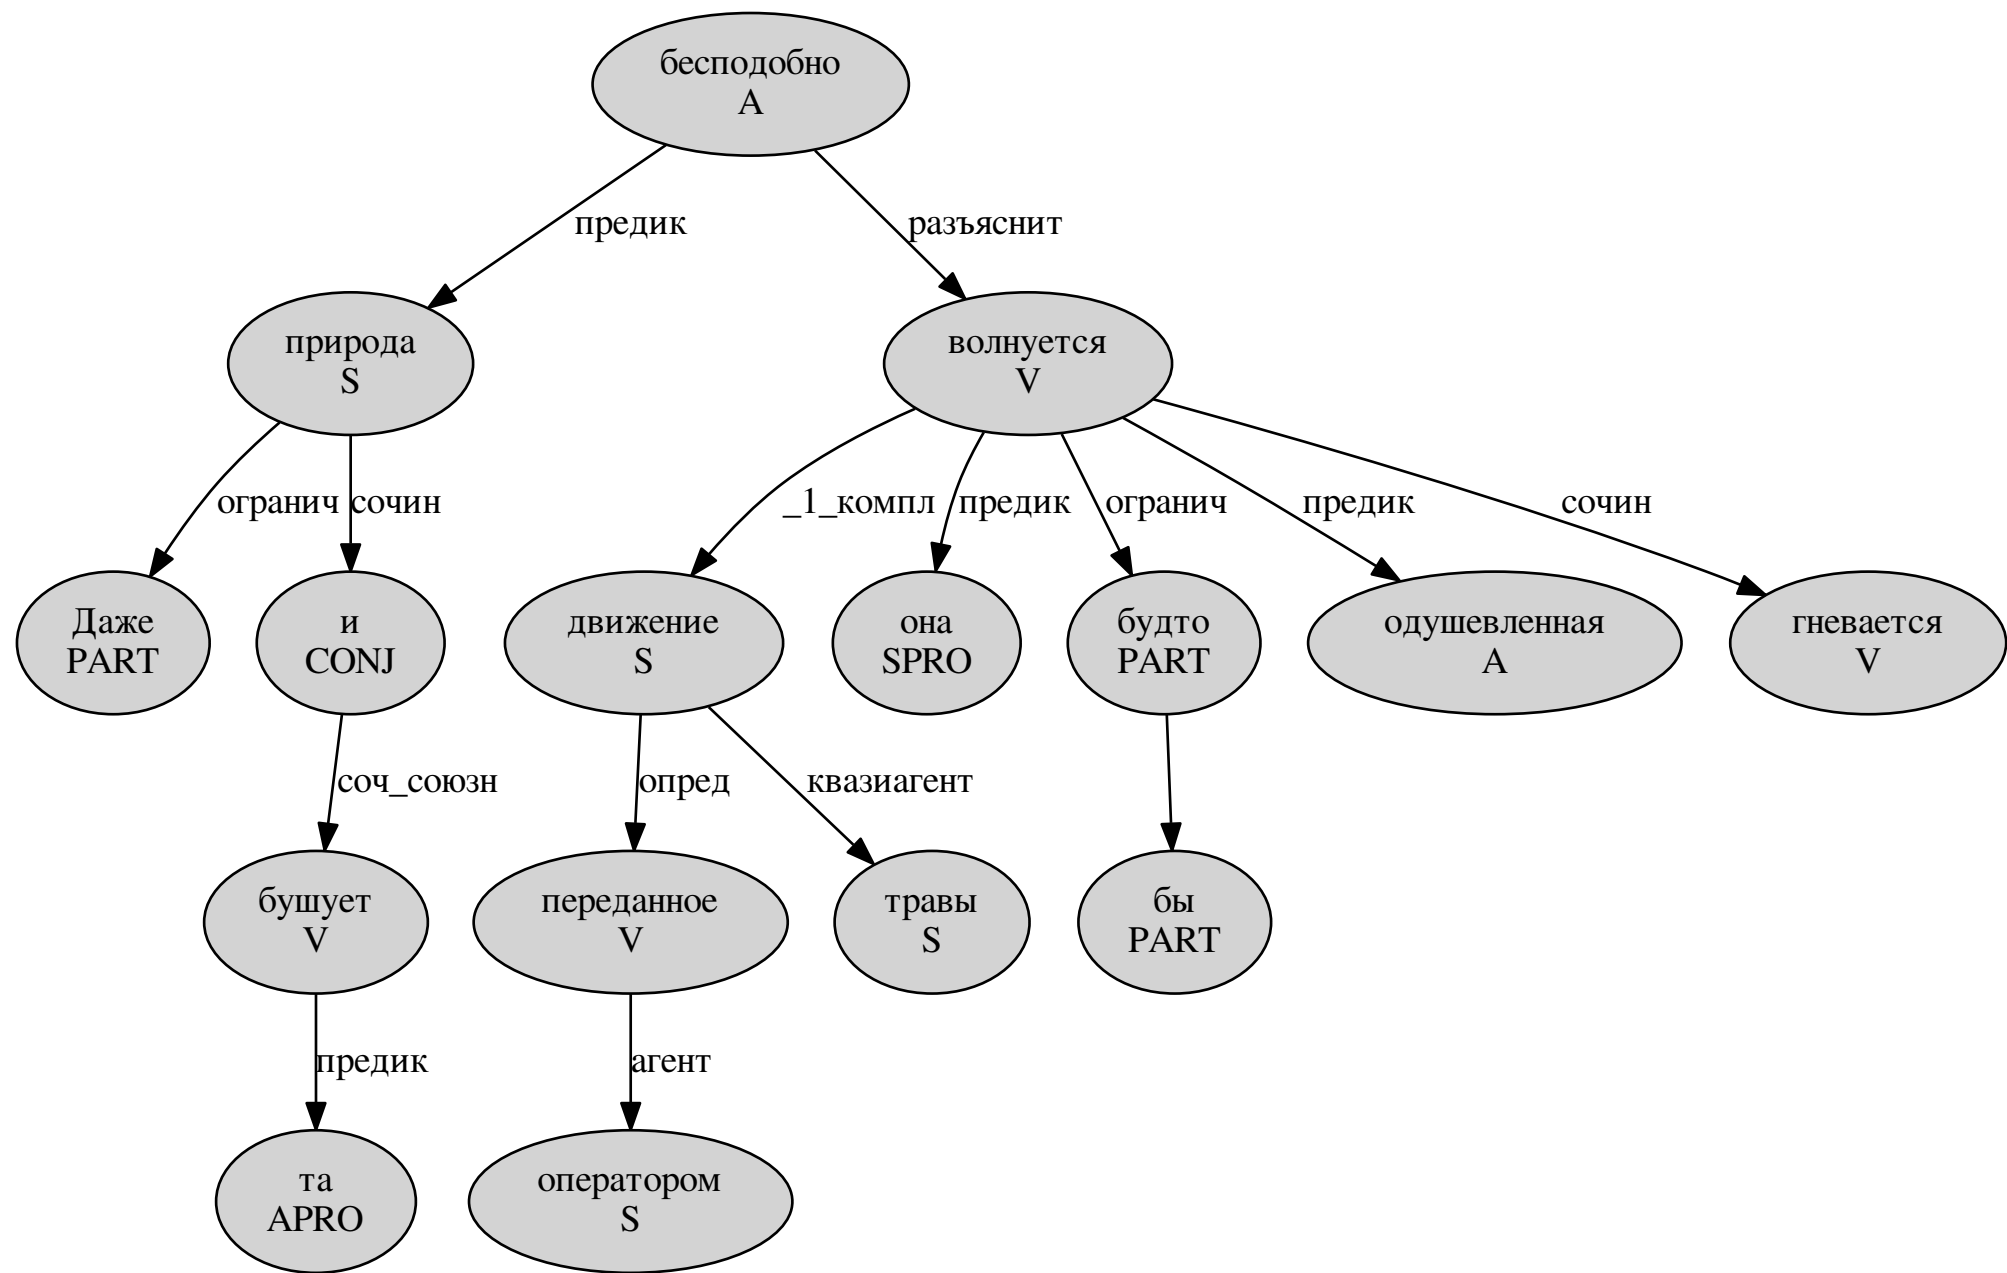 бесподобно
A
предик
разъяснит
природа
S
волнуется
V
огранич
сочин
_1_компл
предик
огранич
предик
сочин
Даже
PART
и
CONJ
движение
S
она
SPRO
будто
PART
одушевленная
A
гневается
V
соч_союзн
опред
квазиагент
бушует
V
переданное
V
травы
S
бы
PART
предик
агент
та
APRO
оператором
S